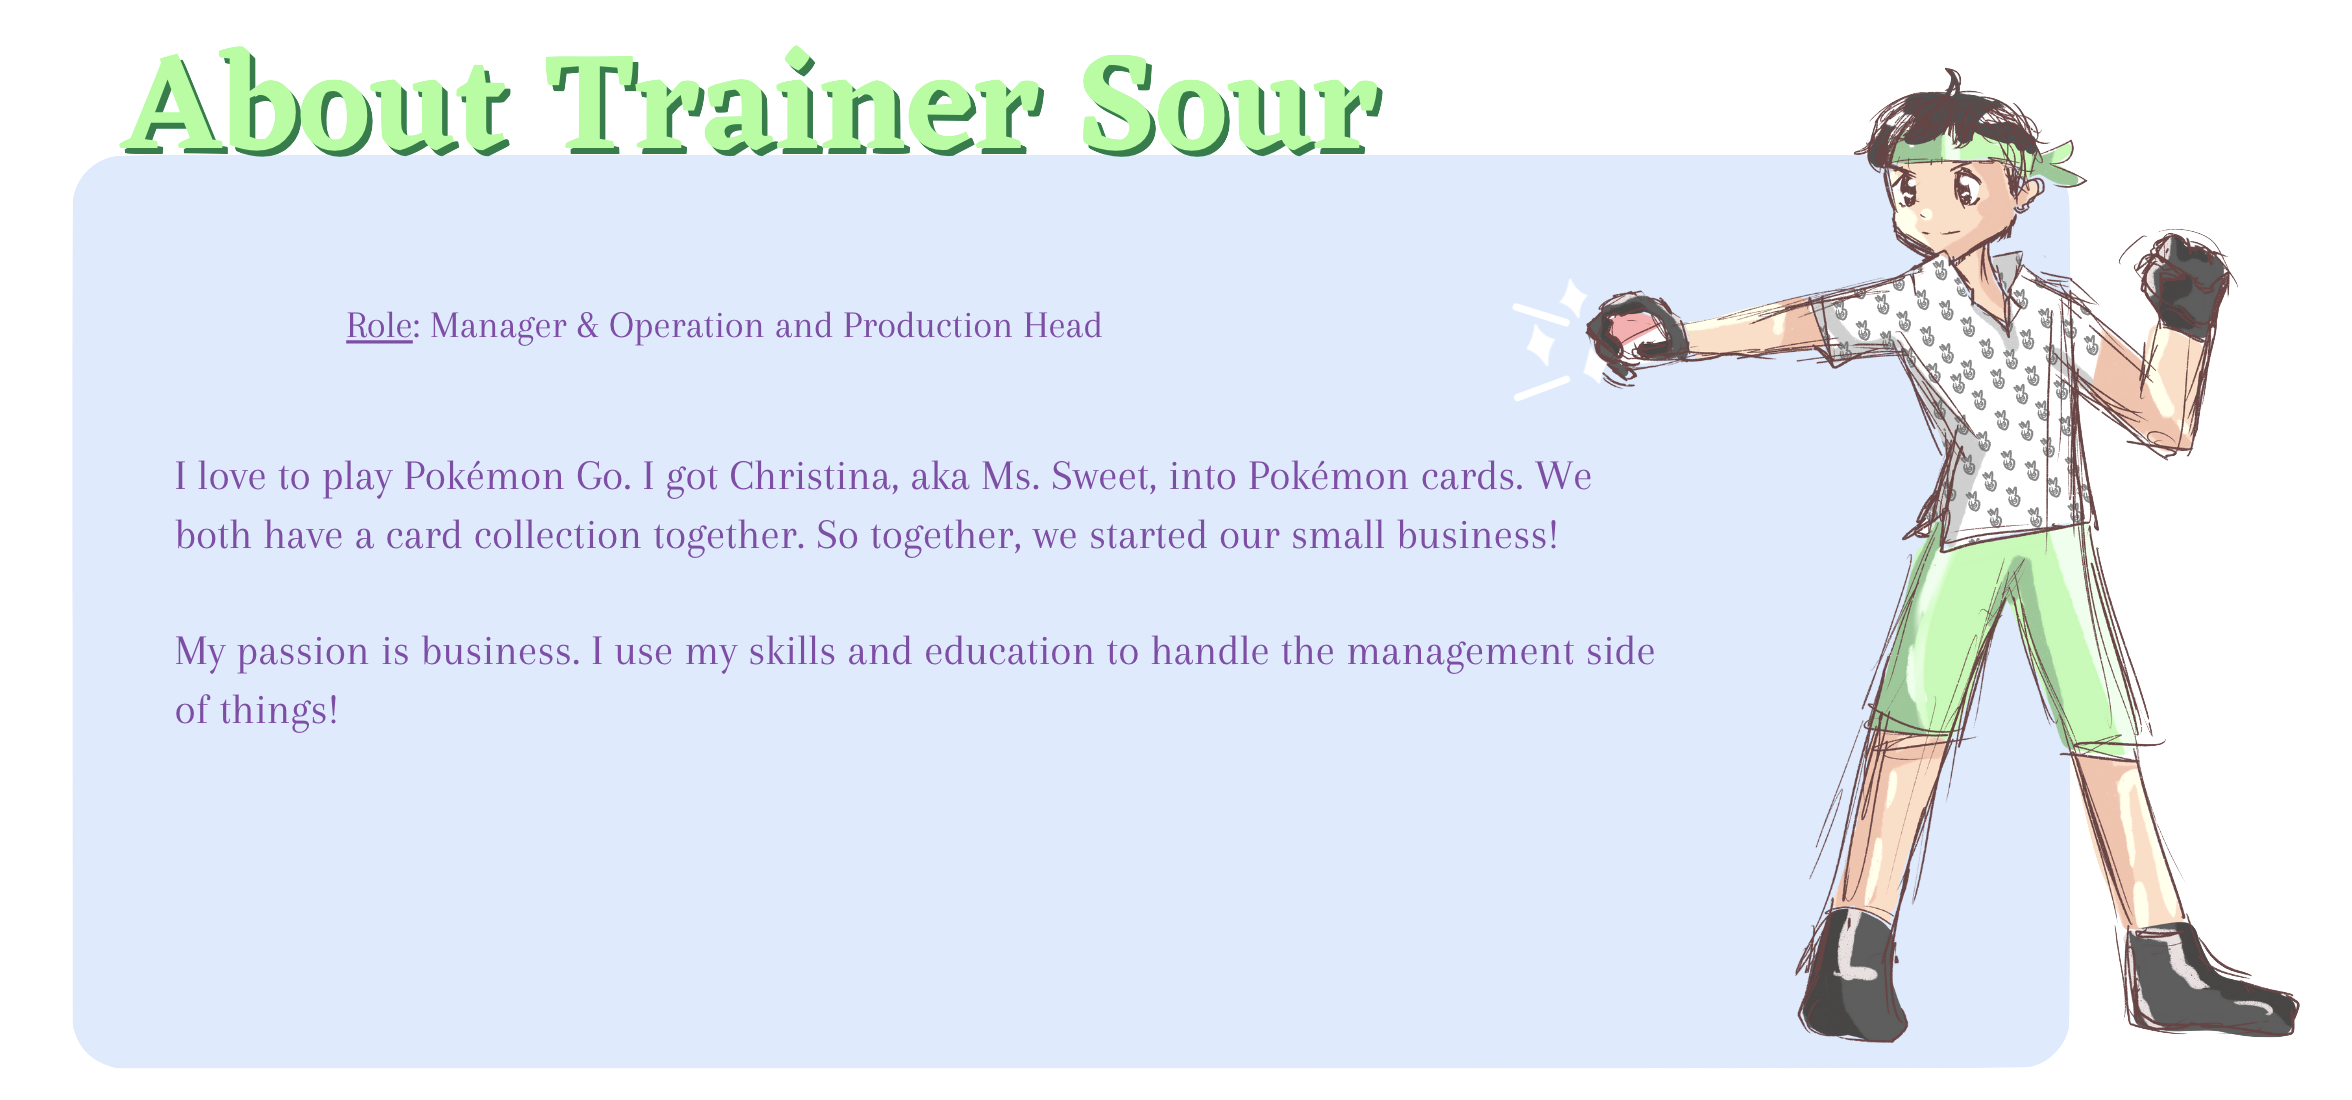 About Trainer Sour
Role: Manager & Operation and Production Head
I love to play Pokémon Go. I got Christina, aka Ms. Sweet, into Pokémon cards. We
both have a card collection together. So together, we started our small business!
My passion is business. I use my skills and education to handle the management side
of things!